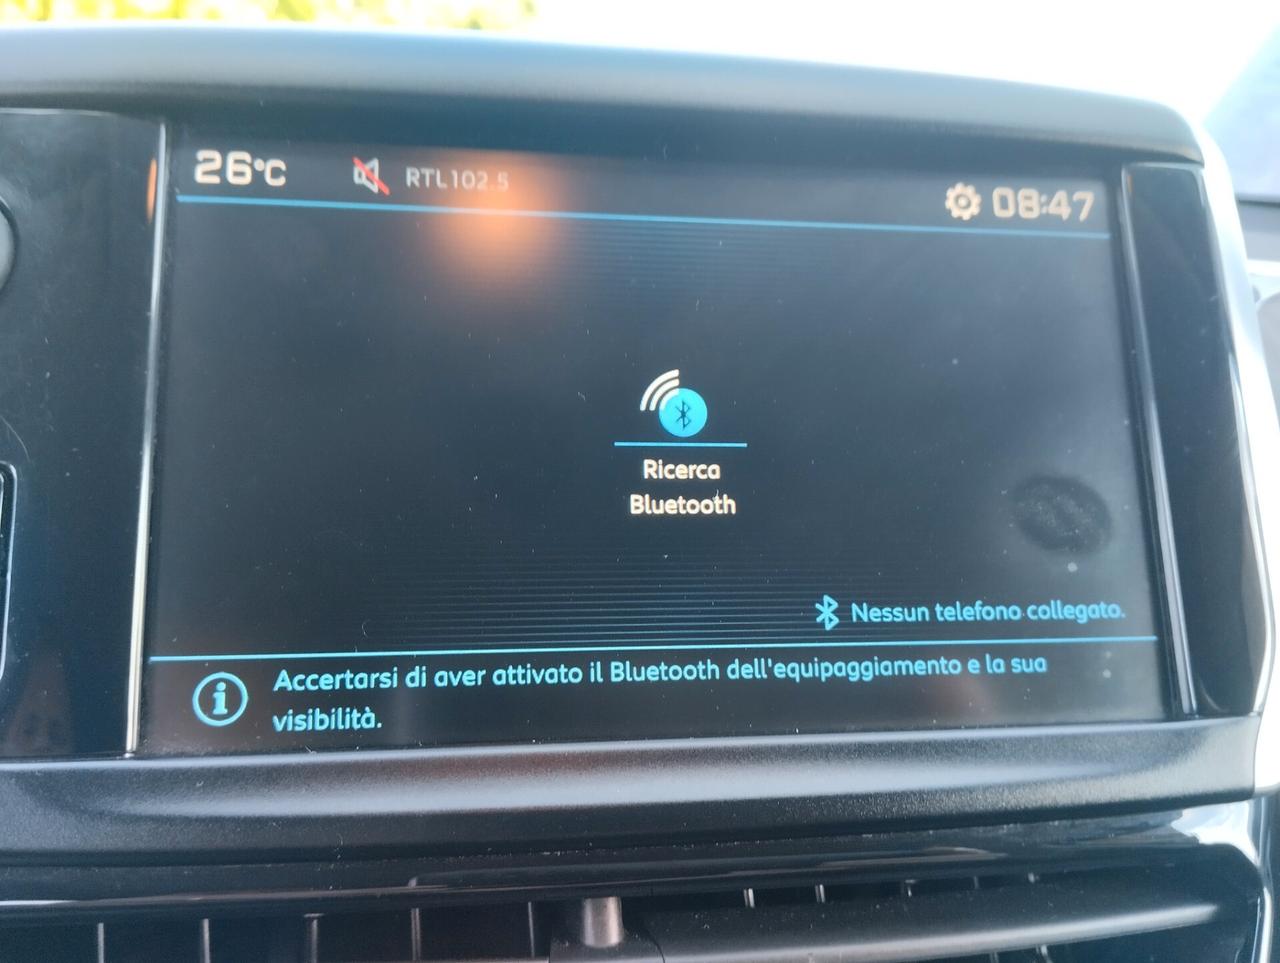 26°C RTL102.5 08:47
Ricerca
Bluetooth
Nessun telefono collegato.
Accertarsi di aver attivato il Bluetooth dell'equipaggiamento e la sua
visibilità.